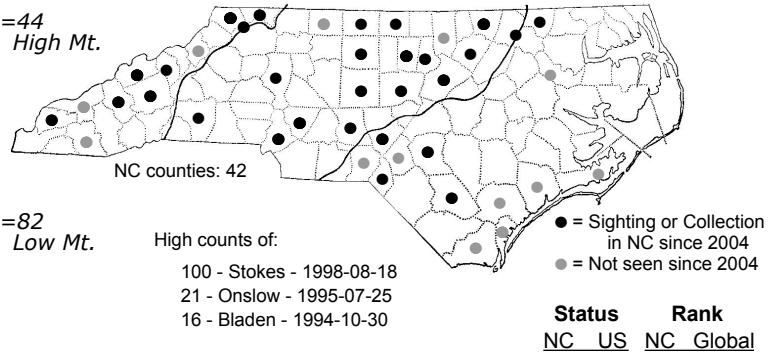 =44
High Mt.
NC counties: 42
=82
Low Mt.
High counts of:
100 - Stokes - 1998-08-18
21 - Onslow - 1995-07-25
16 - Bladen - 1994-10-30
= Sighting or Collection
in NC since 2004
= Not seen since 2004
Status Rank
NC US NC Global